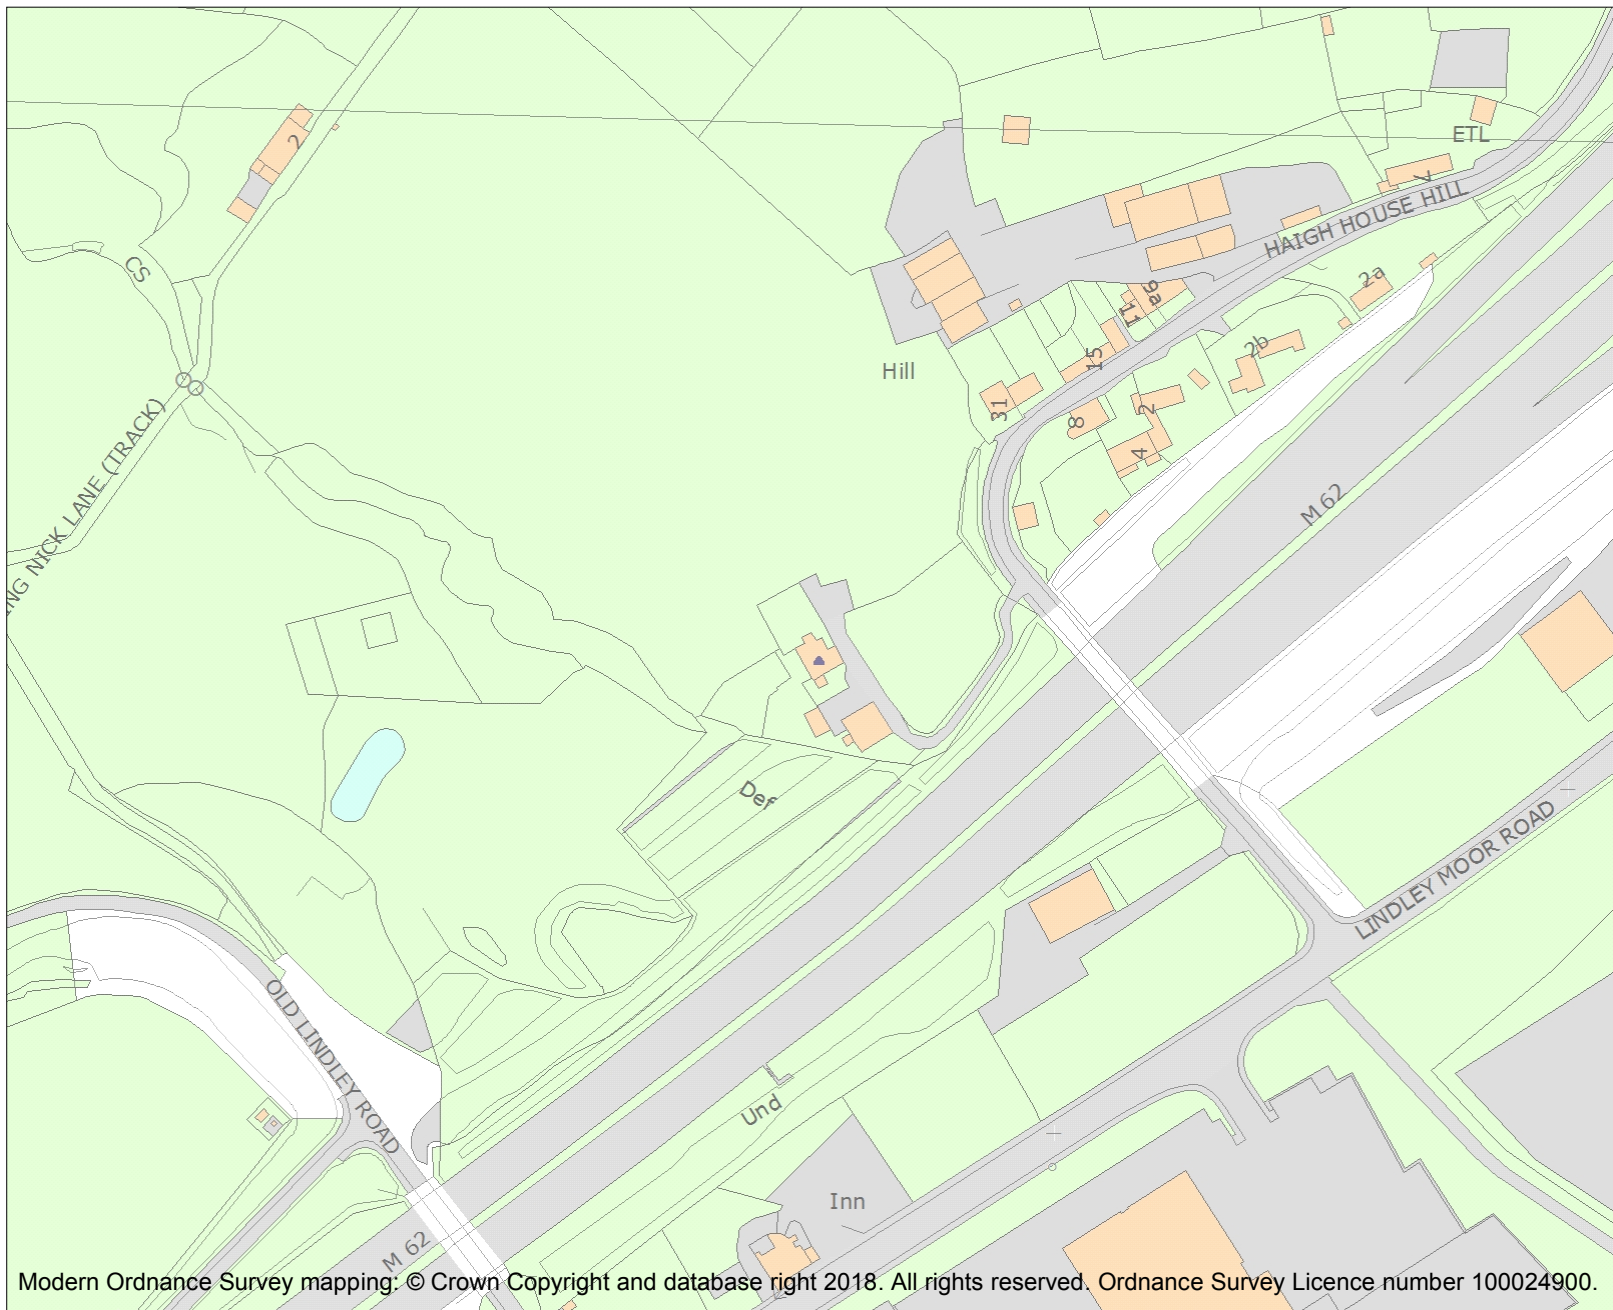 2
ETL
7
HAIGH HOUSE HILL
CS
2a
9a
11
2b
15
Hill
31
2
8
4
ING NICK LANE (TRACK)
M 62
Def
LINDLEY MOOR ROAD
OLD LINDLEY ROAD
Und
Inn
M 62
Modern Ordnance Survey mapping: © Crown Copyright and database right 2018. All rights reserved. Ordnance Survey Licence number 100024900.